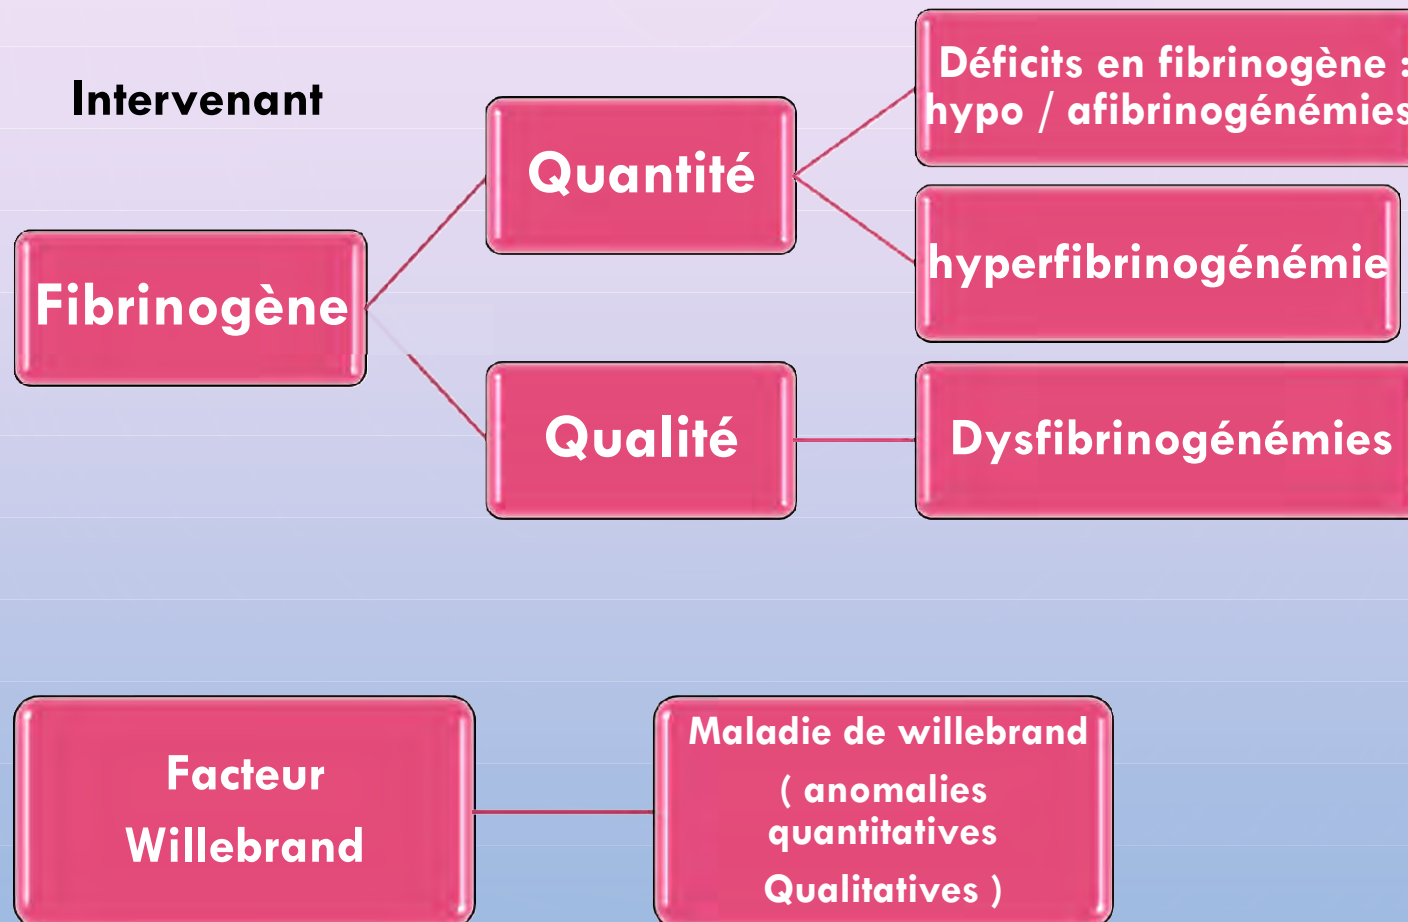 Intervenant
Fibrinogène
Quantité
Déficits en fibrinogène :
hypo / afibrinogénémies
hyperfibrinogénémie
Qualité
Dysfibrinogénémies
Facteur
Willebrand
Maladie de willebrand
( anomalies
quantitatives
Qualitatives )